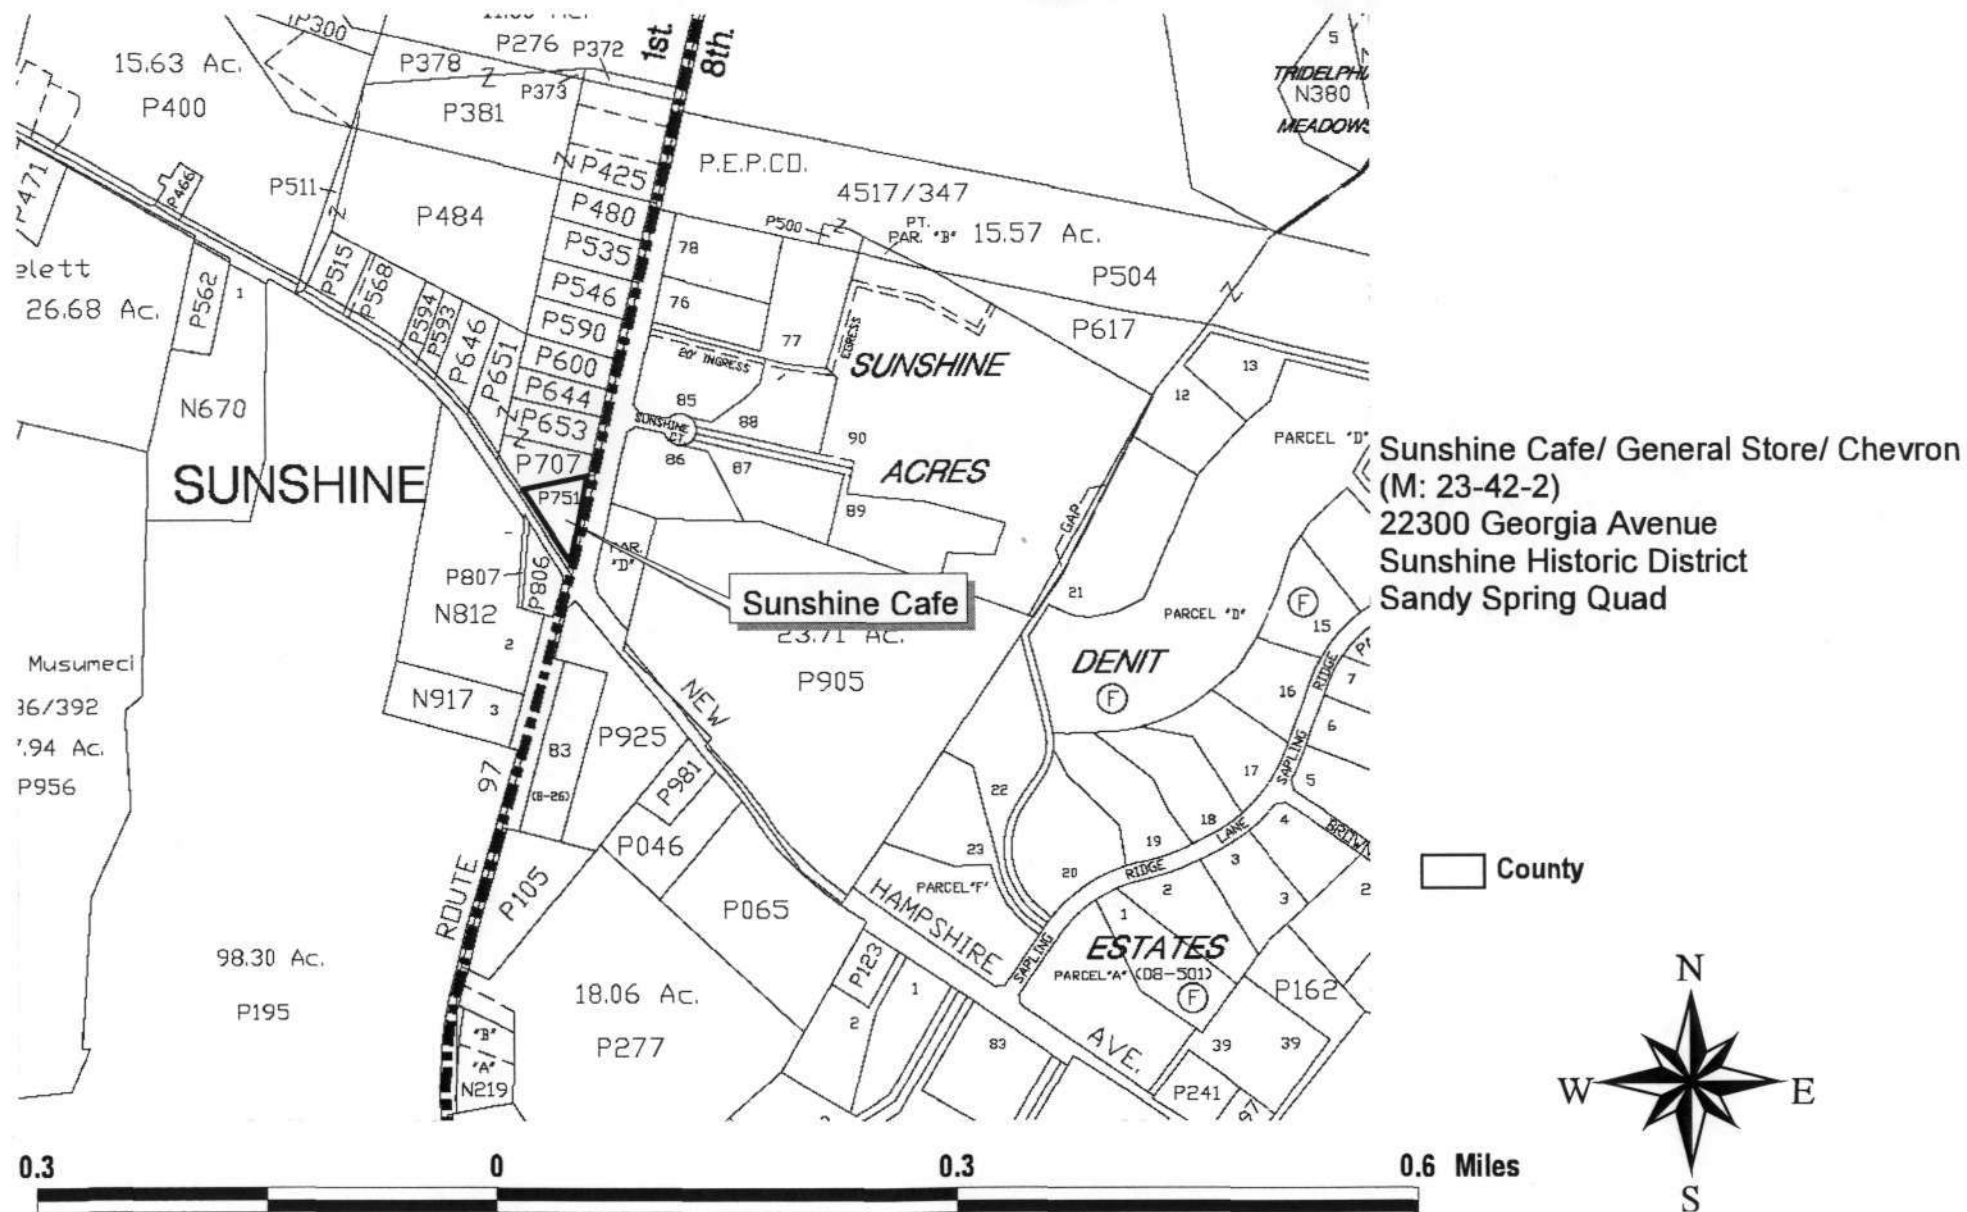 P300
P276
P372
1st.
8th.
5
15.63 Ac.
P378
Z
P373
TRIDELPHIA
N380
P400
P381
MEADOWS
P471
P466
P511
Z
P425
P.E.P.CO.
4517/347
Z
P484
P480
P500
Z
PT.
PAR. "B"
15.57 Ac.
P535
78
P504
elett
P515
P568
P562
1
26.68 Ac.
P594
P593
P546
76
Z
P646
P590
77
P617
P651
20' INGRESS
EGRESS
SUNSHINE
P600
13
12
N670
P644
85
Z
P653
SUNSHINE
CT.
88
90
PARCEL "D"
Z
86
87
ACRES
SUNSHINE
P707
P751
89
GAP
PAR.
"D"
P807
P806
N812
2
Sunshine Cafe
21
PARCEL "D"
F
15
23.71 AC.
Musumeci
P905
DENIT
F
RIDGE
7
16
36/392
N917
3
NEW
6
7.94 Ac.
P925
83
(8-26)
SAPLING
17
5
P956
97
P981
22
18
4
BROWN
P046
23
19
LANE
3
ROUTE
P105
P065
HAMPSHIRE
PARCEL "F"
20
RIDGE
2
3
2
1
98.30 Ac.
P195
SAPLING
ESTATES
PARCEL "A" (D8-501)
F
P162
P123
1
2
18.06 Ac.
P277
"B"
"A"
N219
83
AVE.
39
39
P241
97
Sunshine Cafe/ General Store/ Chevron
(M: 23-42-2)
22300 Georgia Avenue
Sunshine Historic District
Sandy Spring Quad
County
N
W
E
S
0.3
0
0.3
0.6 Miles